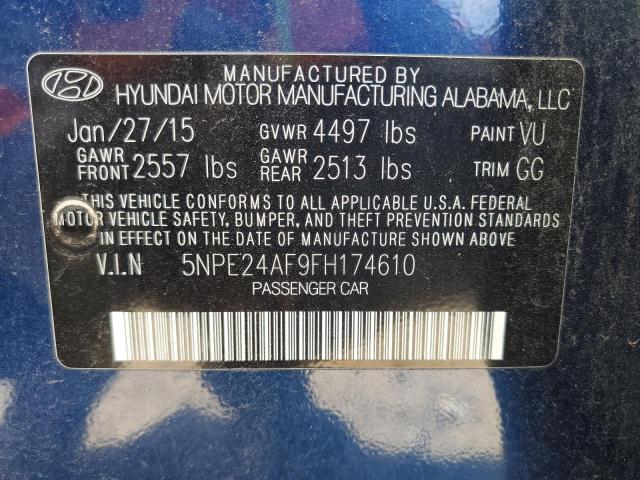 MANUFACTURED BY
HYUNDAI MOTOR MANUFACTURING ALABAMA, LLC
Jan/27/15 GVWR 4497 lbs PAINT VU
GAWR FRONT 2557 lbs GAWR REAR 2513 lbs TRIM GG
THIS VEHICLE CONFORMS TO ALL APPLICABLE U.S.A. FEDERAL
MOTOR VEHICLE SAFETY, BUMPER, AND THEFT PREVENTION STANDARDS
IN EFFECT ON THE DATE OF MANUFACTURE SHOWN ABOVE.
V.I.N 5NPE24AF9FH174610
PASSENGER CAR